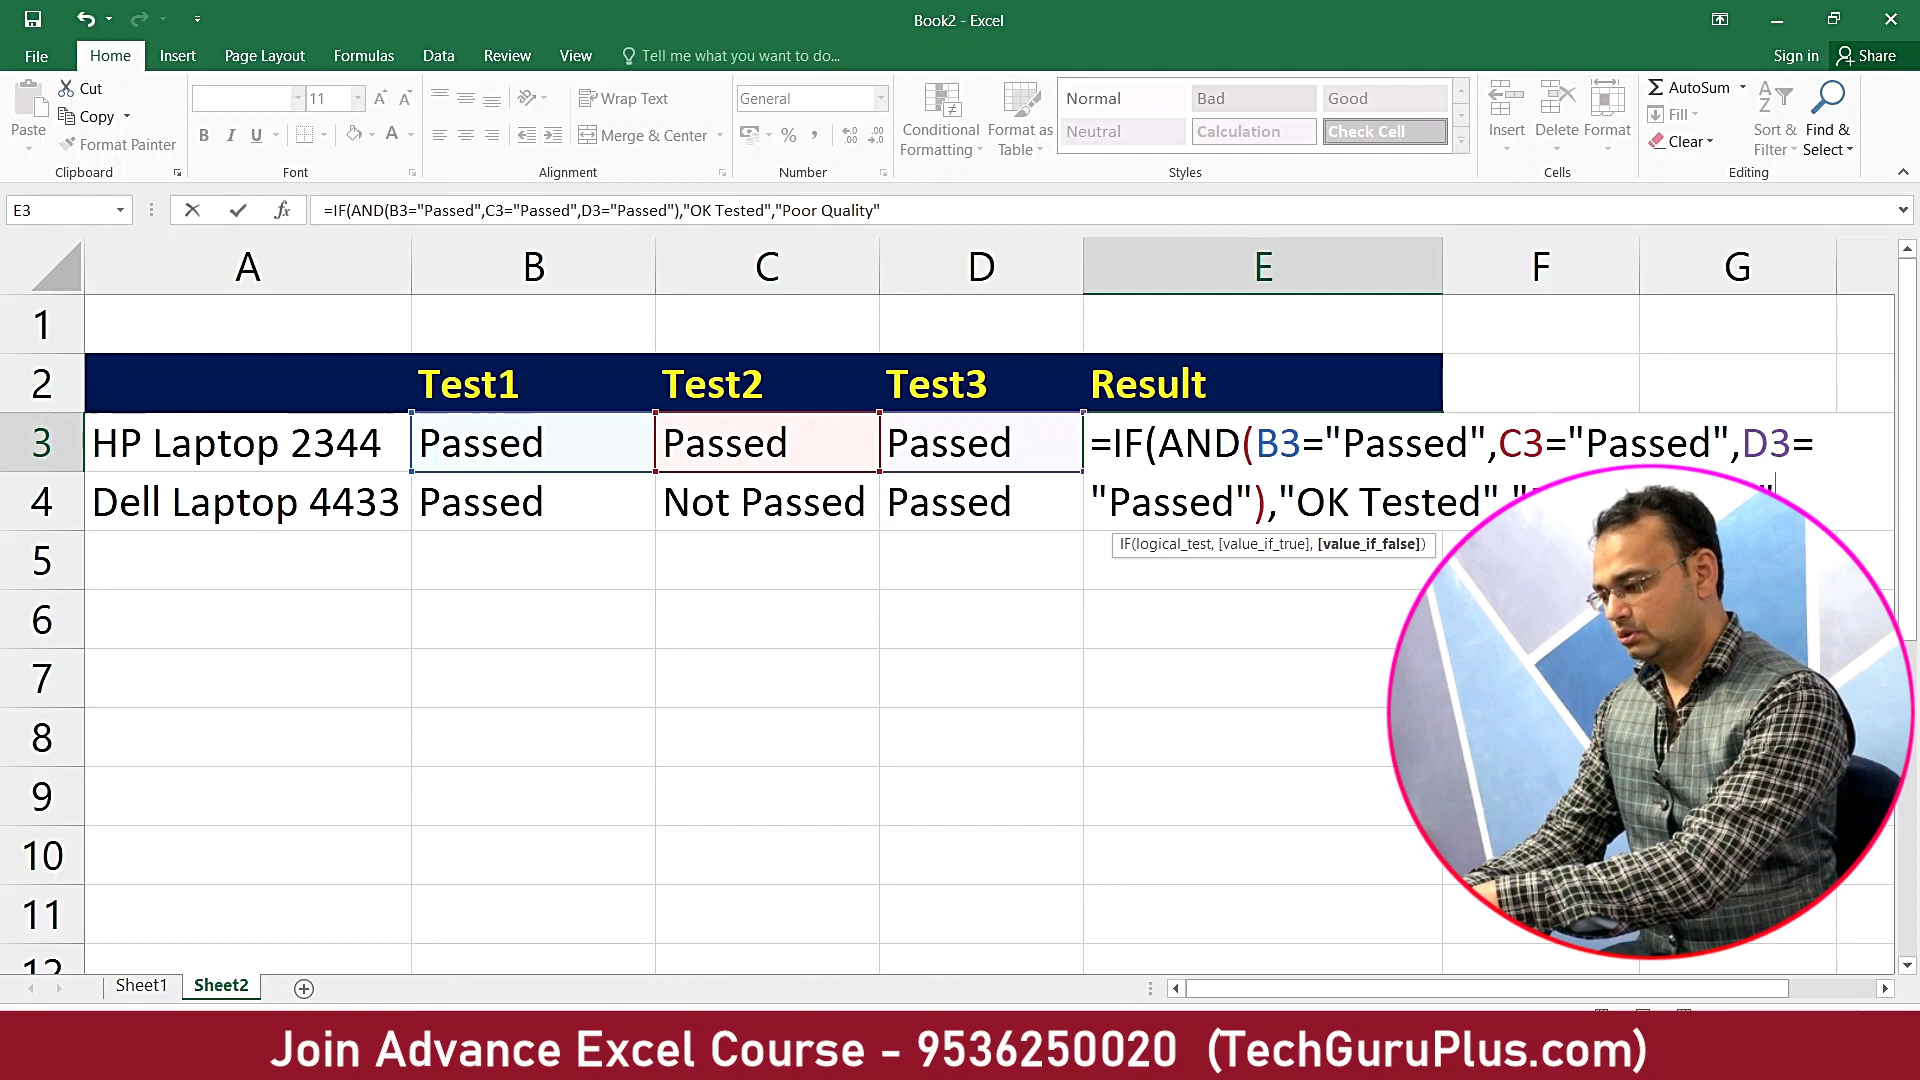 Book2 - Excel
File Home Insert Page Layout Formulas Data Review View Tell me what you want to do... Sign in Share
Cut
Copy
Format Painter
Paste
Clipboard
11
B I U A
Font
Wrap Text
Merge & Center
Alignment
General
% ,
Number
Conditional Formatting
Format as Table
Normal Bad Good
Neutral Calculation Check Cell
Styles
Insert Delete Format
Cells
AutoSum
Fill
Clear
Sort & Filter
Find & Select
Editing
E3 fx =IF(AND(B3="Passed",C3="Passed",D3="Passed"),"OK Tested","Poor Quality"
A B C D E F G
1
2 Test1 Test2 Test3 Result
3 HP Laptop 2344 Passed Passed Passed =IF(AND(B3="Passed",C3="Passed",D3=
4 Dell Laptop 4433 Passed Not Passed Passed "Passed"),"OK Tested"
IF(logical_test, [value_if_true], [value_if_false])
5
6
7
8
9
10
11
12
Sheet1 Sheet2
Join Advance Excel Course - 9536250020 (TechGuruPlus.com)